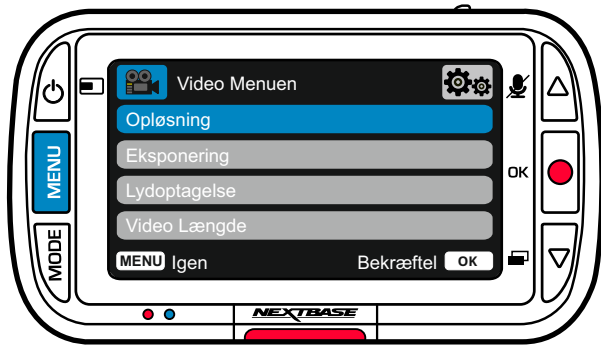 Video Menuen
Opløsning
Eksponering
Lydoptagelse
Video Længde
MENU Igen Bekræftel OK
MENU
MODE
OK
NEXTBASE